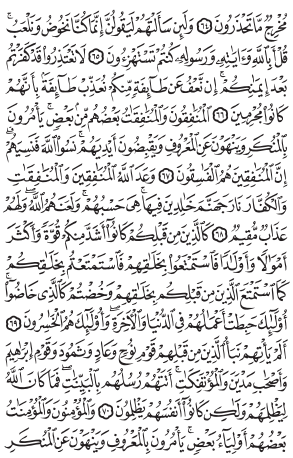 مُخْرِجٌ مَّا تَحْذَرُونَ ٦٤ وَلَئِن سَأَلْتَهُمْ لَيَقُولُنَّ إِنَّمَا كُنَّا نَخُوضُ وَنَلْعَبُ ۚ
قُلْ أَبِٱللَّهِ وَءَايَٰتِهِۦ وَرَسُولِهِۦ كُنتُمْ تَسْتَهْزِءُونَ ٦٥ لَا تَعْتَذِرُوا۟ قَدْ كَفَرْتُم
بَعْدَ إِيمَٰنِكُمْ ۚ إِن نَّعْفُ عَن طَآئِفَةٍ مِّنكُمْ نُعَذِّبْ طَآئِفَةًۢ بِأَنَّهُمْ
كَانُوا۟ مُجْرِمِينَ ٦٦ ٱلْمُنَٰفِقُونَ وَٱلْمُنَٰفِقَٰتُ بَعْضُهُم مِّنۢ بَعْضٍ ۚ يَأْمُرُونَ
بِٱلْمُنكَرِ وَيَنْهَوْنَ عَنِ ٱلْمَعْرُوفِ وَيَقْبِضُونَ أَيْدِيَهُمْ ۚ نَسُوا۟ ٱللَّهَ فَنَسِيَهُمْ ۗ
إِنَّ ٱلْمُنَٰفِقِينَ هُمُ ٱلْفَٰسِقُونَ ٦٧ وَعَدَ ٱللَّهُ ٱلْمُنَٰفِقِينَ وَٱلْمُنَٰفِقَٰتِ
وَٱلْكُفَّارَ نَارَ جَهَنَّمَ خَٰلِدِينَ فِيهَا ۚ هِىَ حَسْبُهُمْ ۚ وَلَعَنَهُمُ ٱللَّهُ ۖ وَلَهُمْ
عَذَابٌ مُّقِيمٌ ٦٨ كَٱلَّذِينَ مِن قَبْلِكُمْ كَانُوٓا۟ أَشَدَّ مِنكُمْ قُوَّةً وَأَكْثَرَ
أَمْوَٰلًا وَأَوْلَٰدًا فَٱسْتَمْتَعُوا۟ بِخَلَٰقِهِمْ فَٱسْتَمْتَعْتُم بِخَلَٰقِكُمْ
كَمَا ٱسْتَمْتَعَ ٱلَّذِينَ مِن قَبْلِكُم بِخَلَٰقِهِمْ وَخُضْتُمْ كَٱلَّذِى خَاضُوٓا۟ ۚ
أُو۟لَٰٓئِكَ حَبِطَتْ أَعْمَٰلُهُمْ فِى ٱلدُّنْيَا وَٱلْءَاخِرَةِ ۖ وَأُو۟لَٰٓئِكَ هُمُ ٱلْخَٰسِرُونَ ٦٩
أَلَمْ يَأْتِهِمْ نَبَأُ ٱلَّذِينَ مِن قَبْلِهِمْ قَوْمِ نُوحٍ وَعَادٍ وَثَمُودَ وَقَوْمِ إِبْرَٰهِيمَ
وَأَصْحَٰبِ مَدْيَنَ وَٱلْمُؤْتَفِكَٰتِ ۚ أَتَتْهُمْ رُسُلُهُم بِٱلْبَيِّنَٰتِ ۖ فَمَا كَانَ ٱللَّهُ
لِيَظْلِمَهُمْ وَلَٰكِن كَانُوٓا۟ أَنفُسَهُمْ يَظْلِمُونَ ٧٠ وَٱلْمُؤْمِنُونَ وَٱلْمُؤْمِنَٰتُ
بَعْضُهُمْ أَوْلِيَآءُ بَعْضٍ ۚ يَأْمُرُونَ بِٱلْمَعْرُوفِ وَيَنْهَوْنَ عَنِ ٱلْمُنكَرِ